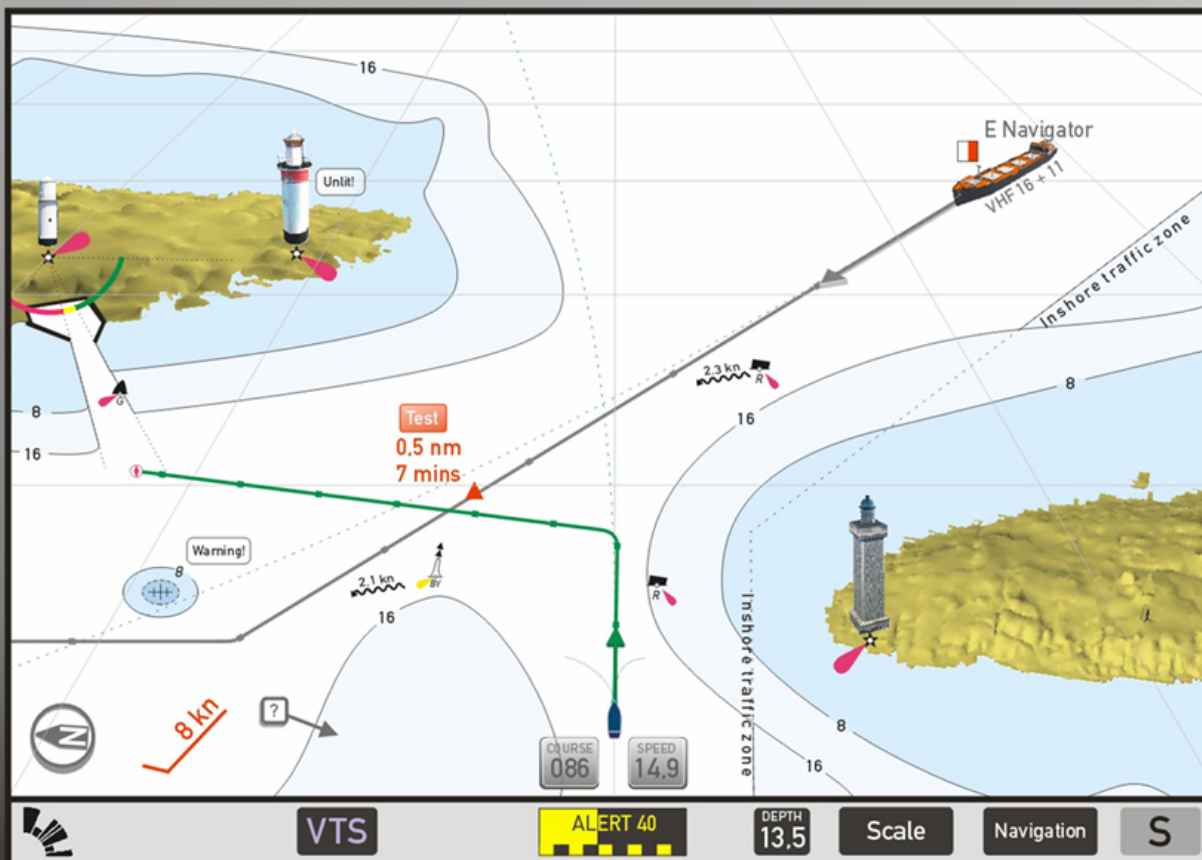 16
E Navigator
VHF 16 + 11
Unlit!
Inshore traffic zone
2.3 kn
R
8
G
8
16
16
Test
0,5 nm
7 mins
Warning!
8
2.1 kn
BY
R
16
Inshore traffic zone
N
8 kn
?
8
16
COURSE
086
SPEED
14,9
VTS
ALERT 40
DEPTH
13,5
Scale
Navigation
S